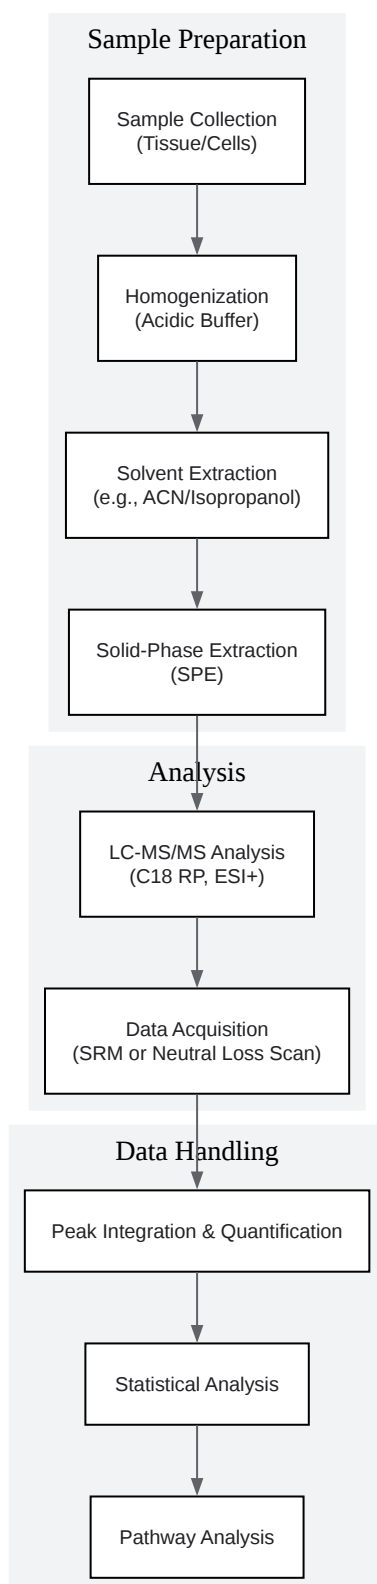 Sample Preparation
Sample Collection
(Tissue/Cells)
Homogenization
(Acidic Buffer)
Solvent Extraction
(e.g., ACN/Isopropanol)
Solid-Phase Extraction
(SPE)
Analysis
LC-MS/MS Analysis
(C18 RP, ESI+)
Data Acquisition
(SRM or Neutral Loss Scan)
Data Handling
Peak Integration & Quantification
Statistical Analysis
Pathway Analysis